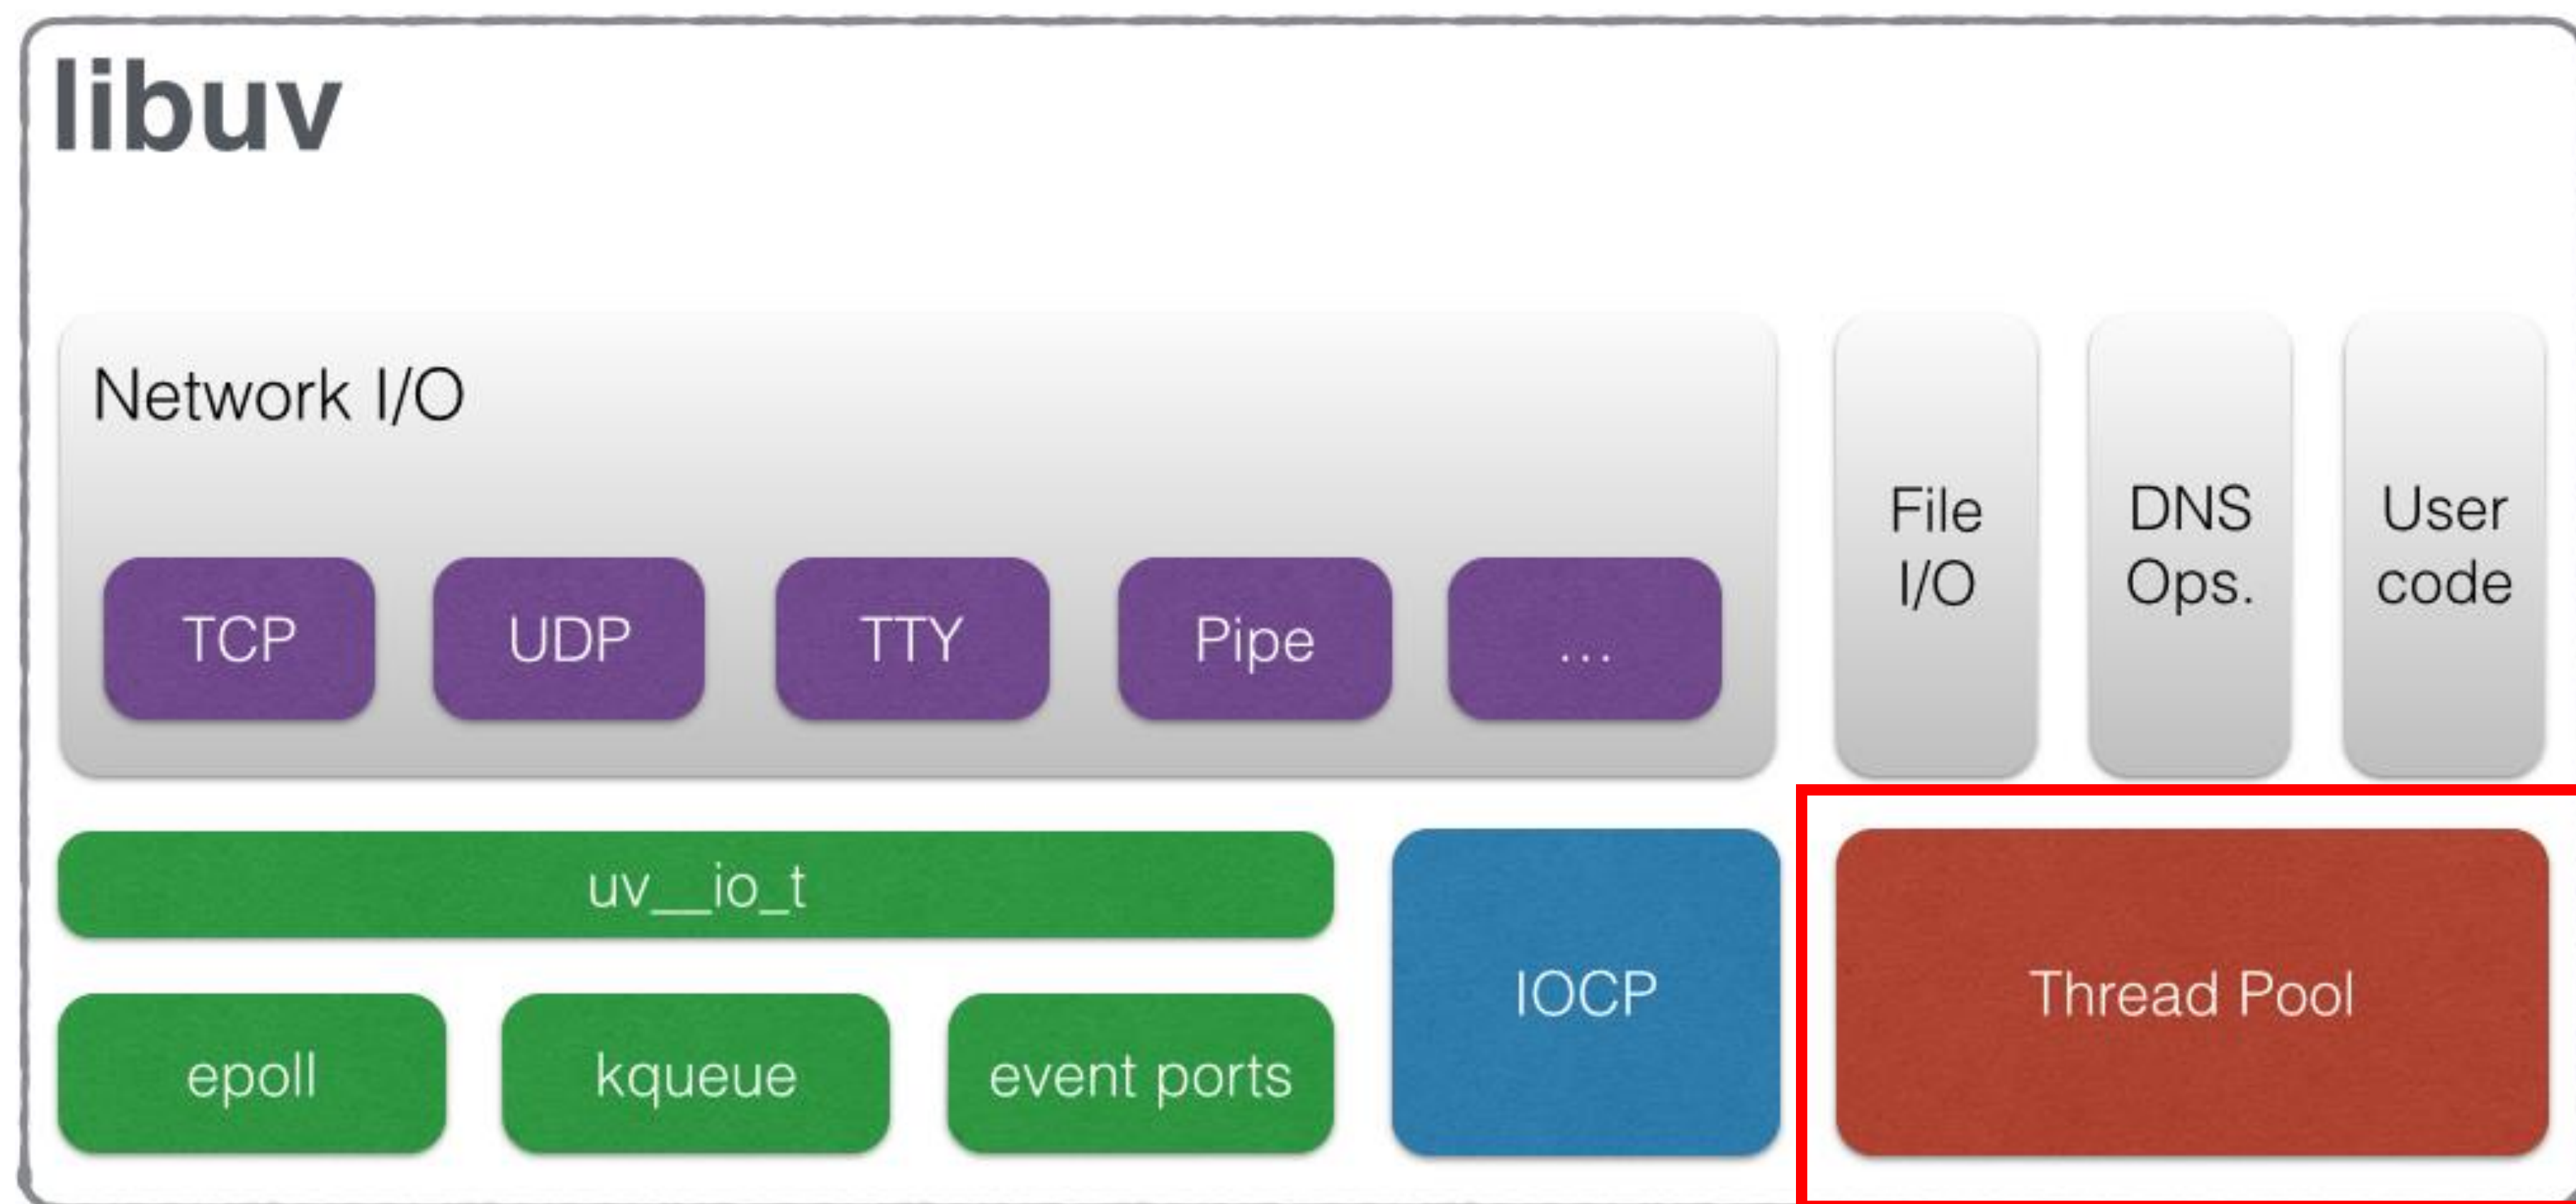 libuv
Network I/O
TCP
UDP
TTY
Pipe
...
File
I/O
DNS
Ops.
User
code
uv__io_t
epoll
kqueue
event ports
IOCP
Thread Pool